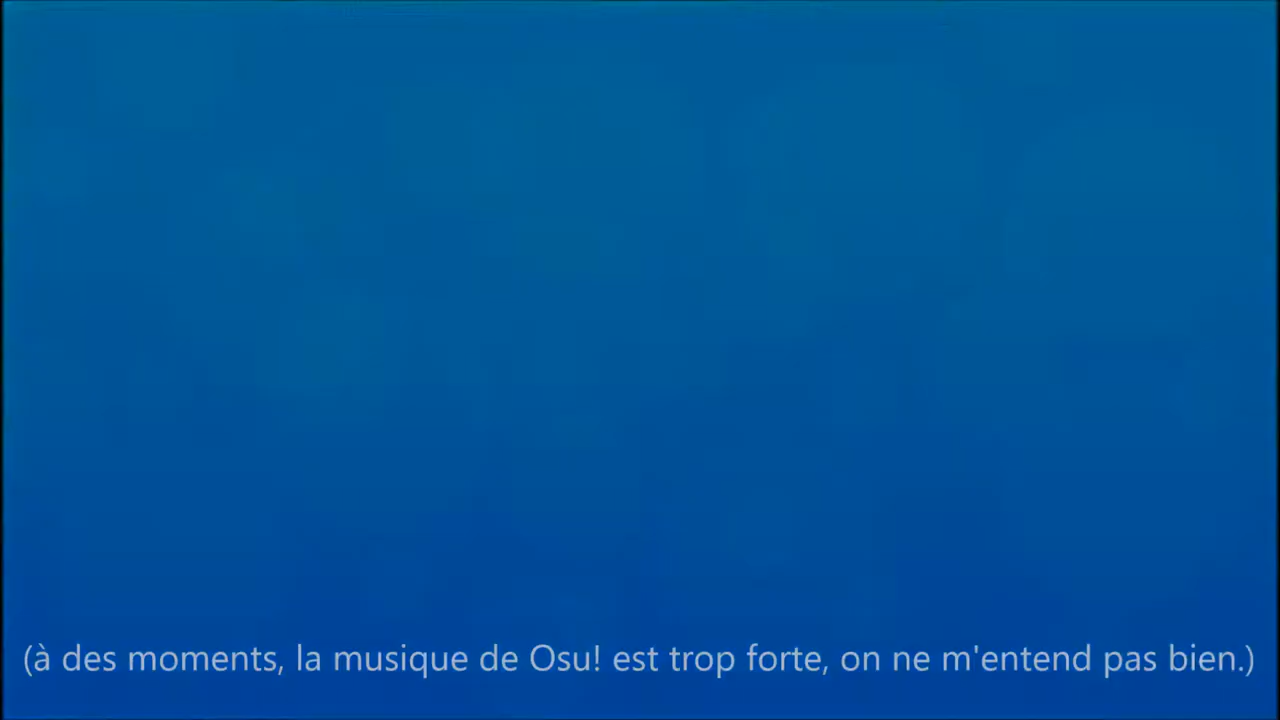 (à des moments, la musique de Osu! est trop forte, on ne m'entend pas bien.)